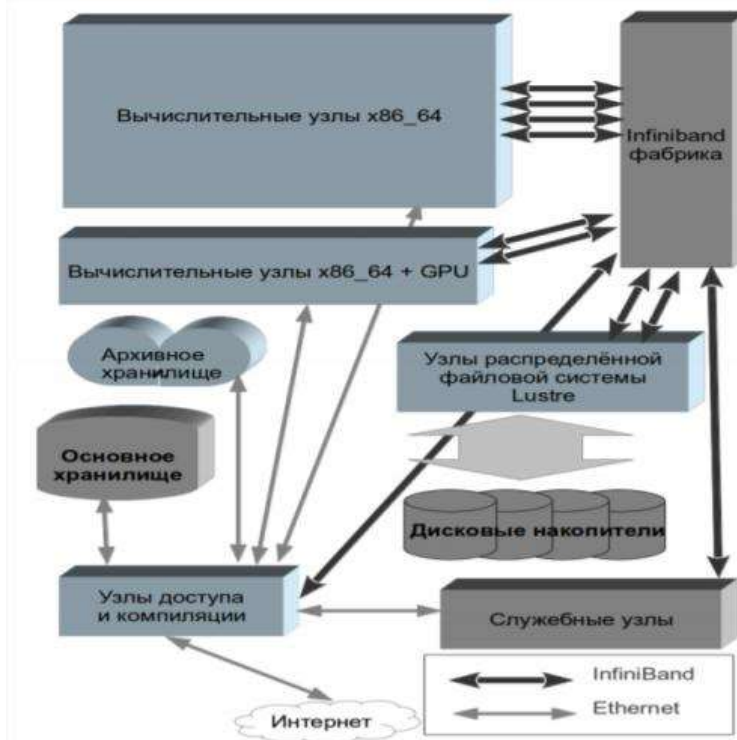 Вычислительные узлы x86_64
Infiniband
фабрика
Вычислительные узлы x86_64 + GPU
Архивное
хранилище
Узлы распределённой
файловой системы
Lustre
Основное
хранилище
Дисковые накопители
Узлы доступа
и компиляции
Служебные узлы
InfiniBand
Ethernet
Интернет